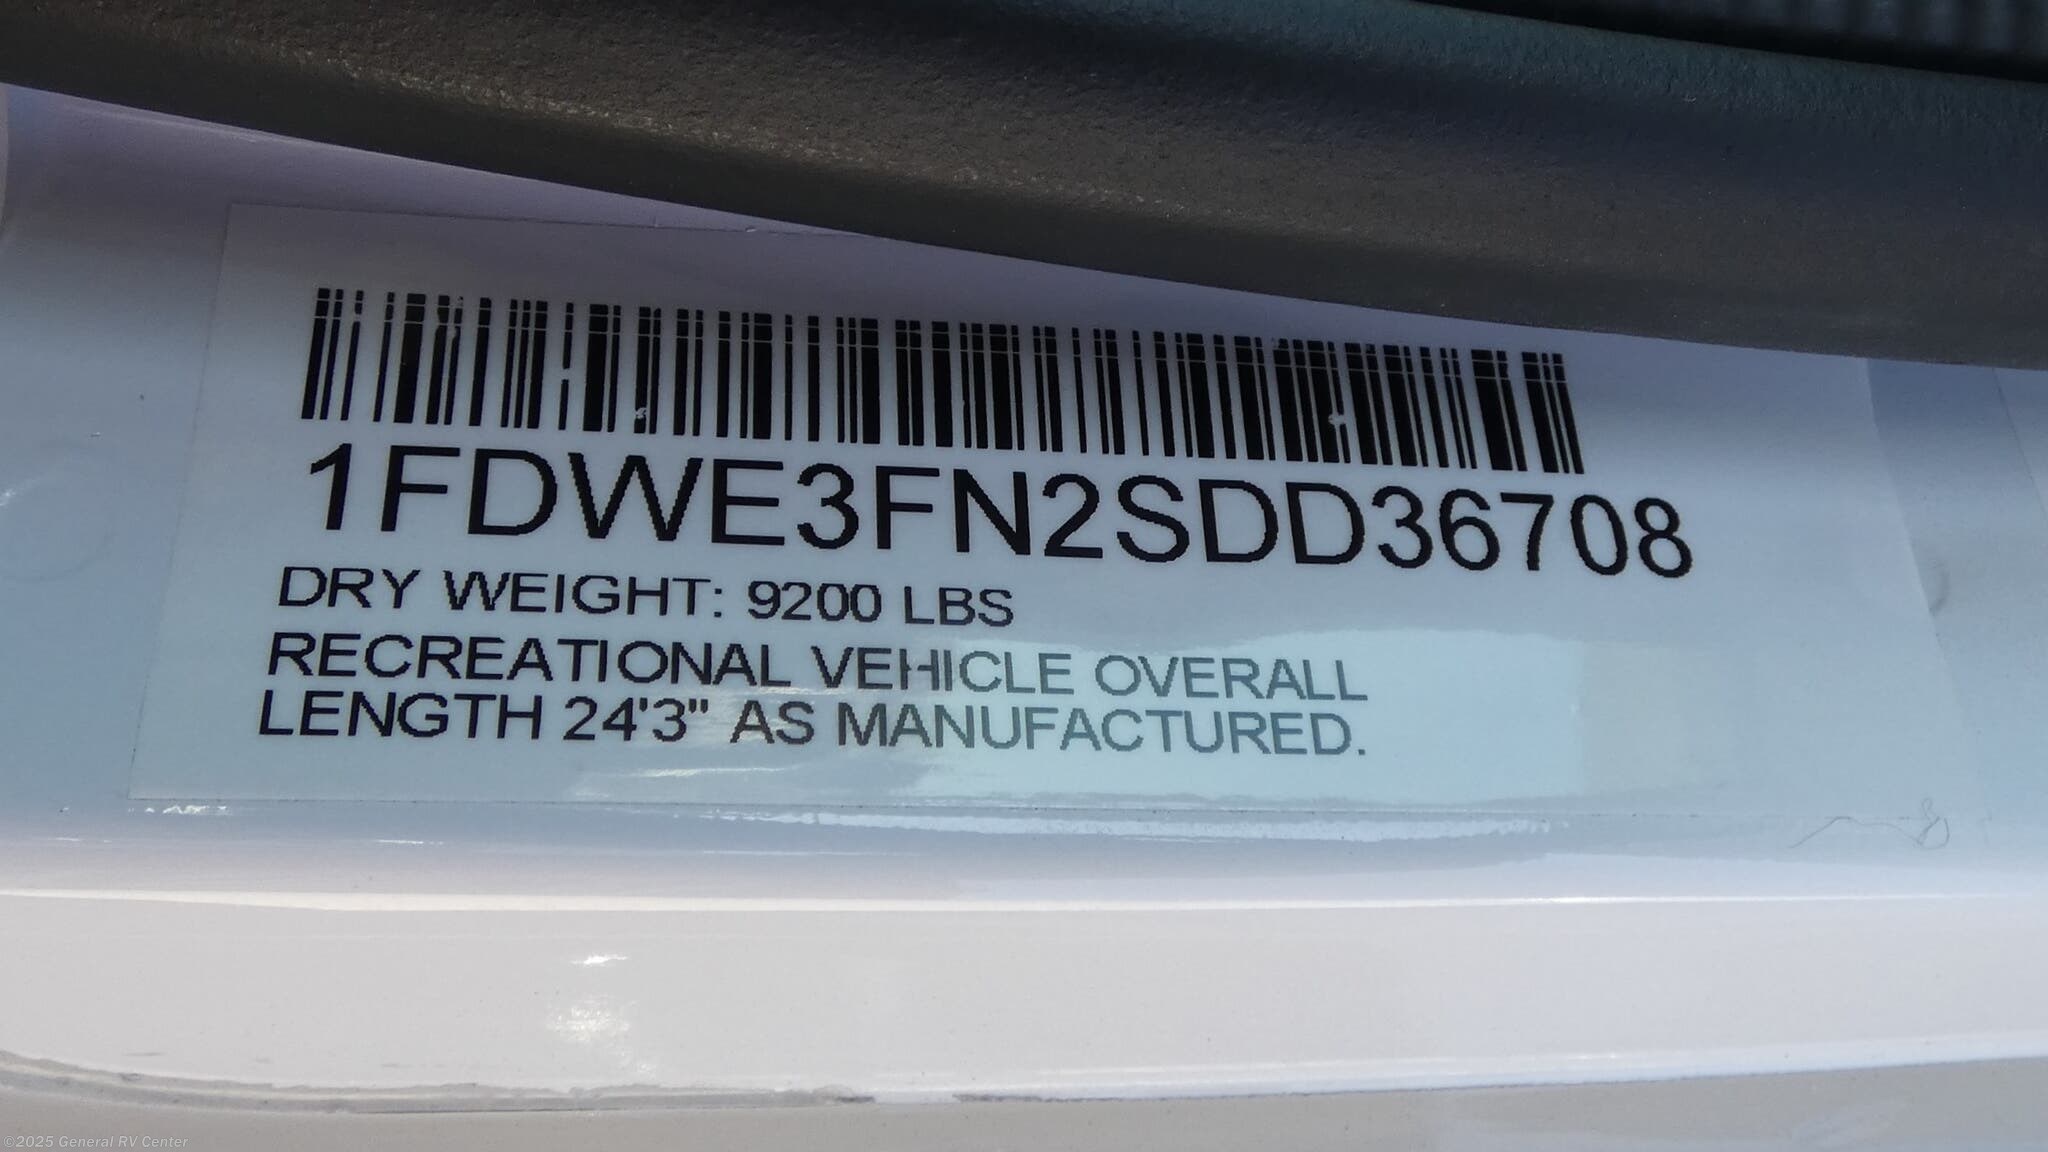 1FDWE3FN2SDD36708
DRY WEIGHT: 9200 LBS
RECREATIONAL VEHICLE OVERALL
LENGTH 24'3" AS MANUFACTURED.
©2025 General RV Center